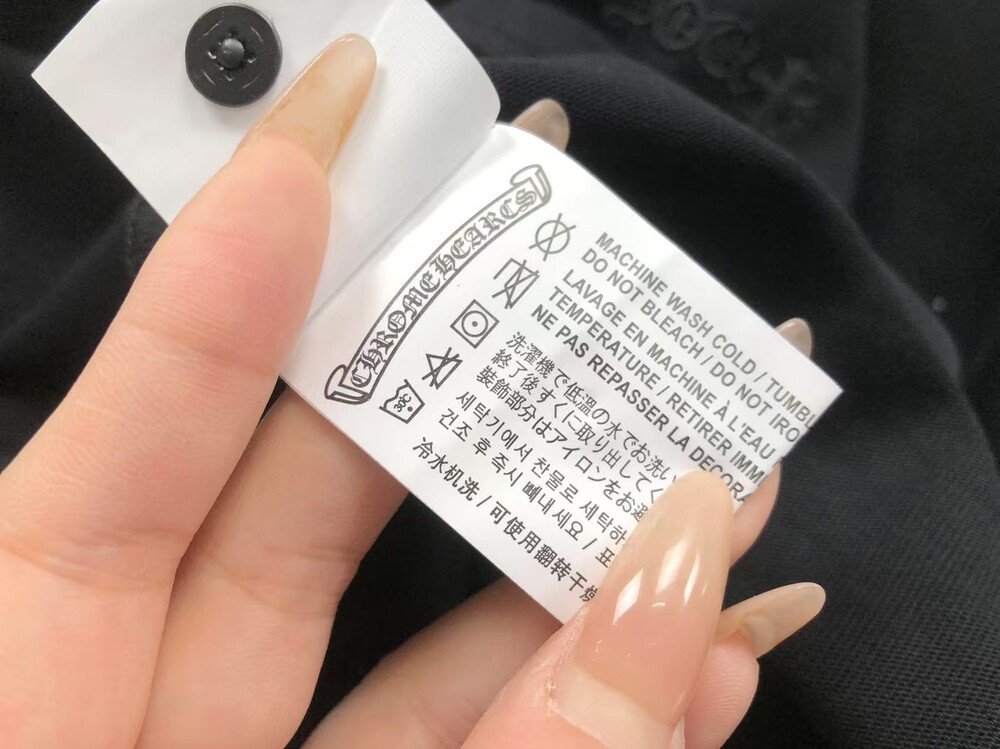 CHROME HEARTS
MACHINE WASH COLD / TUMBL
DO NOT BLEACH / DO NOT IRO
LAVAGE EN MACHINE À L'EAU
TEMPERATURE / RETIRER IMM
NE PAS REPASSER LA DECORA
洗濯機で低温の水でお洗い
終了後すぐに取り出してく
装飾部分はアイロンをお避
세탁기에서 찬물로 세탁하
건조 후 즉시 빼내 세요 / 표
冷水机洗 / 可使用翻转干燥